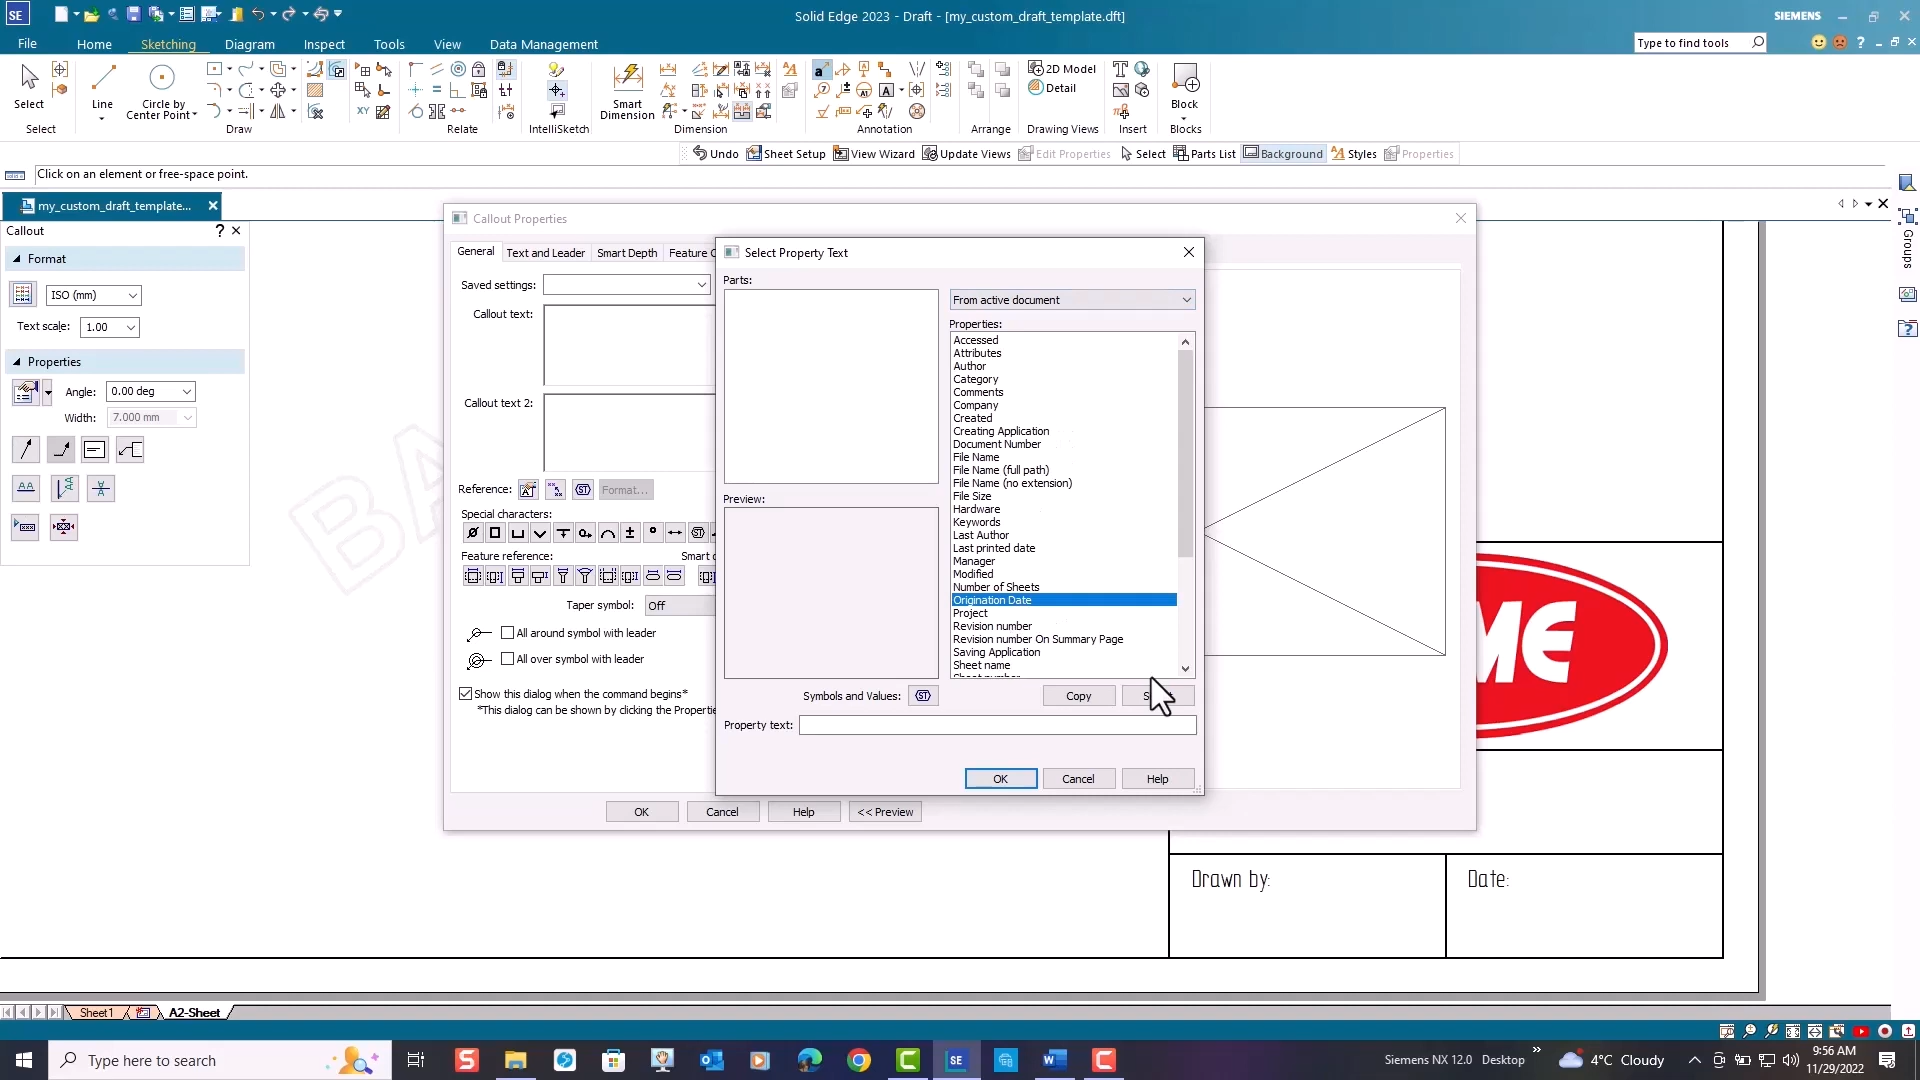 SE
Solid Edge 2023 - Draft - [my_custom_draft_template.dft]
SIEMENS
File
Home
Sketching
Diagram
Inspect
Tools
View
Data Management
Type to find tools
Select
Line
Circle by
Center Point
Smart
Dimension
2D Model
Detail
Block
Select
Draw
Relate
IntelliSketch
Dimension
Annotation
Arrange
Drawing Views
Insert
Blocks
Undo
Sheet Setup
View Wizard
Update Views
Edit Properties
Select
Parts List
Background
Styles
Properties
Click on an element or free-space point.
my_custom_draft_template...
Callout
Format
ISO (mm)
Text scale:
1.00
Properties
Angle:
0.00 deg
Width:
7.000 mm
Groups
Callout Properties
General
Text and Leader
Smart Depth
Feature C
Saved settings:
Callout text:
Callout text 2:
Reference:
Format...
Special characters:
Feature reference:
Smart
Taper symbol:
Off
All around symbol with leader
All over symbol with leader
Show this dialog when the command begins*
*This dialog can be shown by clicking the Propertie
OK
Cancel
Help
<< Preview
Select Property Text
Parts:
From active document
Properties:
Accessed
Attributes
Author
Category
Comments
Company
Created
Creating Application
Document Number
File Name
File Name (full path)
File Name (no extension)
File Size
Hardware
Keywords
Last Author
Last printed date
Manager
Modified
Number of Sheets
Origination Date
Project
Revision number
Revision number On Summary Page
Saving Application
Sheet name
Sheet number
Preview:
Symbols and Values:
Copy
Property text:
OK
Cancel
Help
BA
ME
Drawn by:
Date:
Sheet1
A2-Sheet
Type here to search
Siemens NX 12.0
Desktop
4°C Cloudy
9:56 AM
11/29/2022